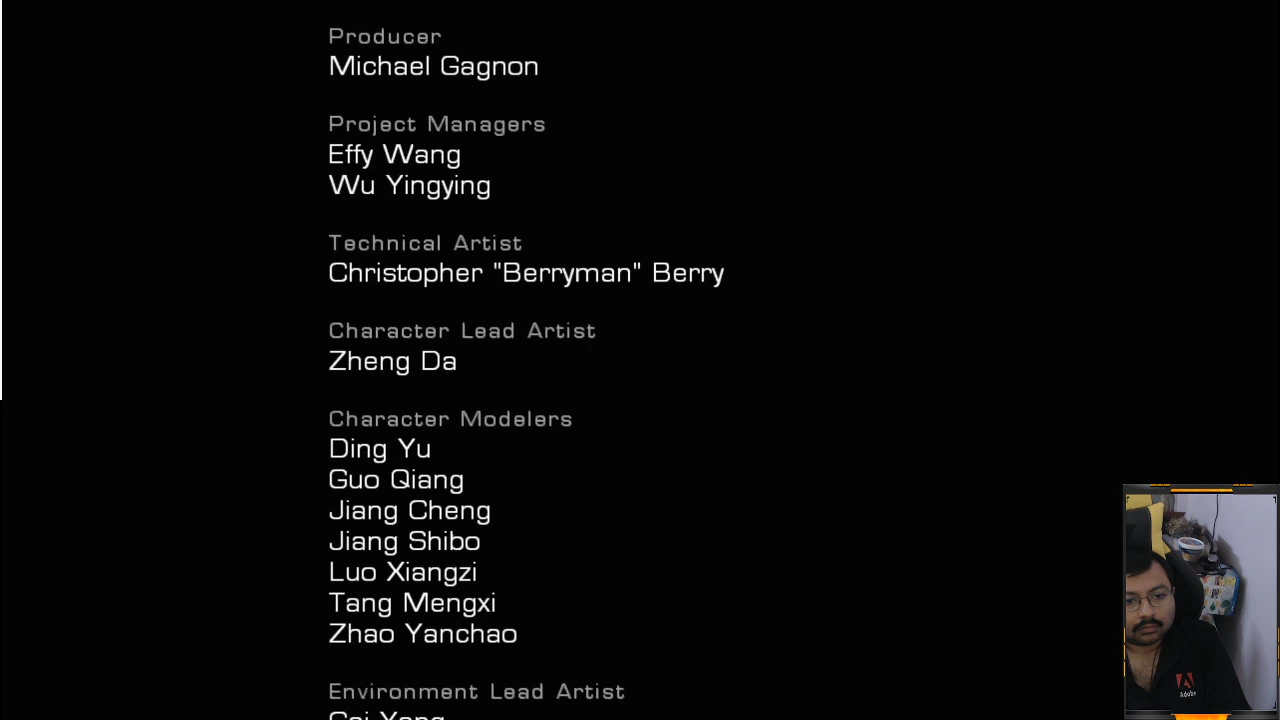 Producer
Michael Gagnon
Project Managers
Effy Wang
Wu Yingying
Technical Artist
Christopher "Berryman" Berry
Character Lead Artist
Zheng Da
Character Modelers
Ding Yu
Guo Qiang
Jiang Cheng
Jiang Shibo
Luo Xiangzi
Tang Mengxi
Zhao Yanchao
Environment Lead Artist
Adobe